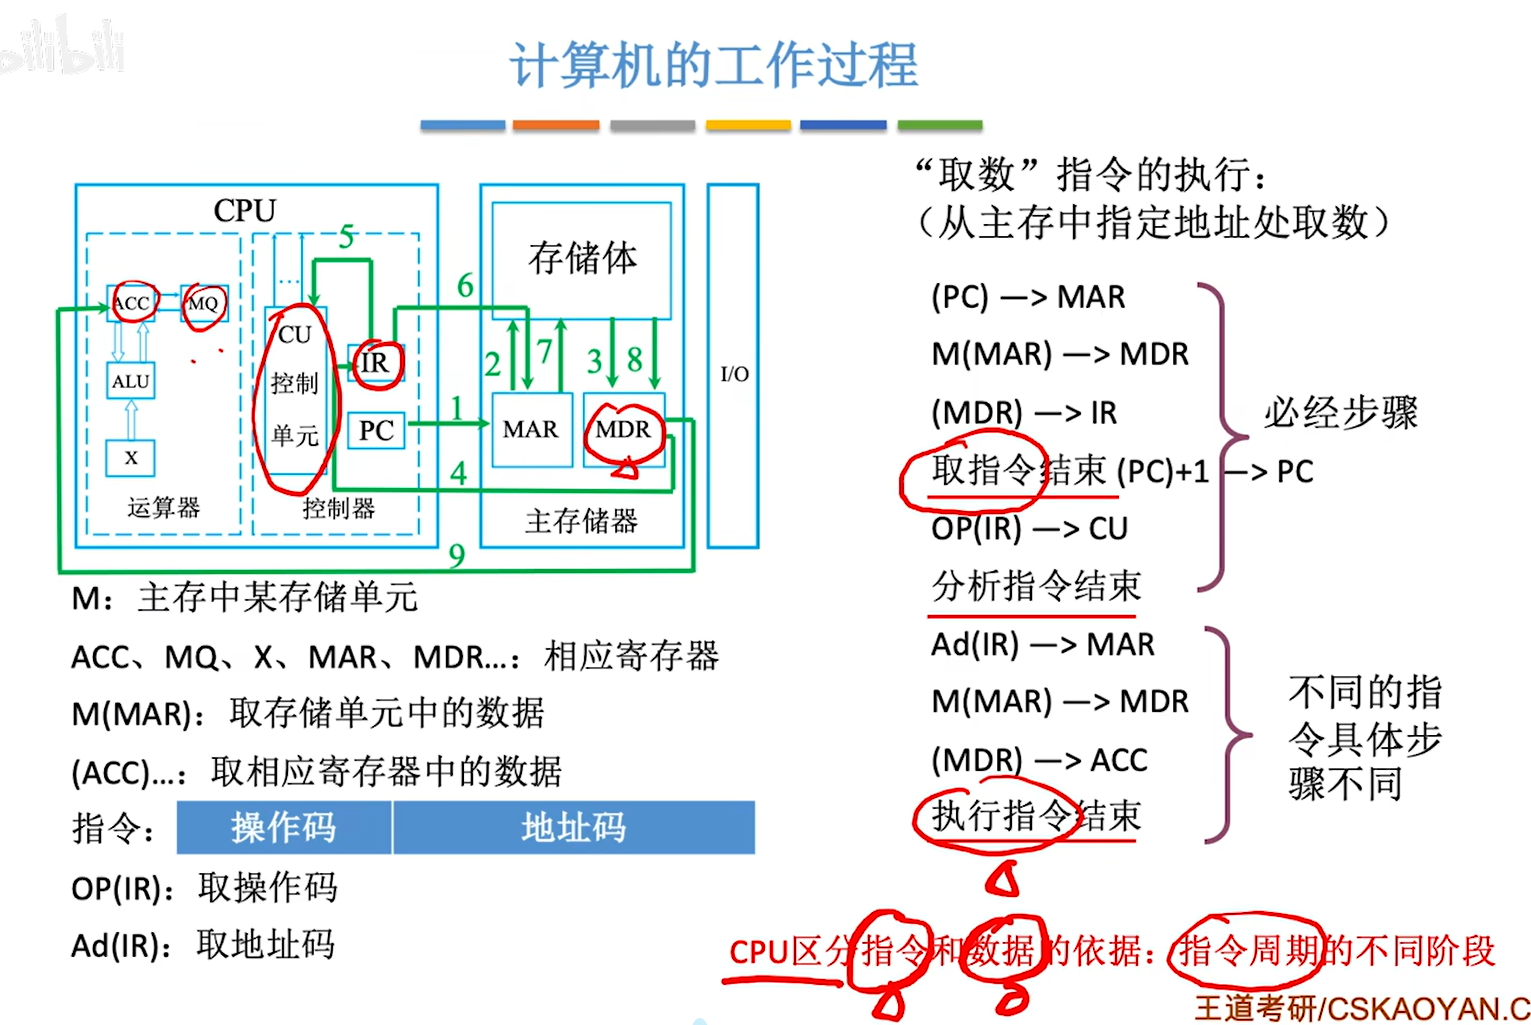 bilibili
计算机的工作过程
CPU
5
ACC
MQ
ALU
X
运算器
...
CU
控制
单元
IR
PC
控制器
6
1
4
9
存储体
2
7
3
8
MAR
MDR
主存储器
I/O
M：主存中某存储单元
ACC、MQ、X、MAR、MDR...：相应寄存器
M(MAR)：取存储单元中的数据
(ACC)...：取相应寄存器中的数据
指令：操作码 地址码
OP(IR)：取操作码
Ad(IR)：取地址码
“取数”指令的执行：
（从主存中指定地址处取数）
(PC) —> MAR
M(MAR) —> MDR
(MDR) —> IR
取指令结束 (PC)+1 —> PC
OP(IR) —> CU
分析指令结束
必经步骤
Ad(IR) —> MAR
M(MAR) —> MDR
(MDR) —> ACC
执行指令结束
不同的指
令具体步
骤不同
CPU区分指令和数据的依据：指令周期的不同阶段
王道考研/CSKAOYAN.C